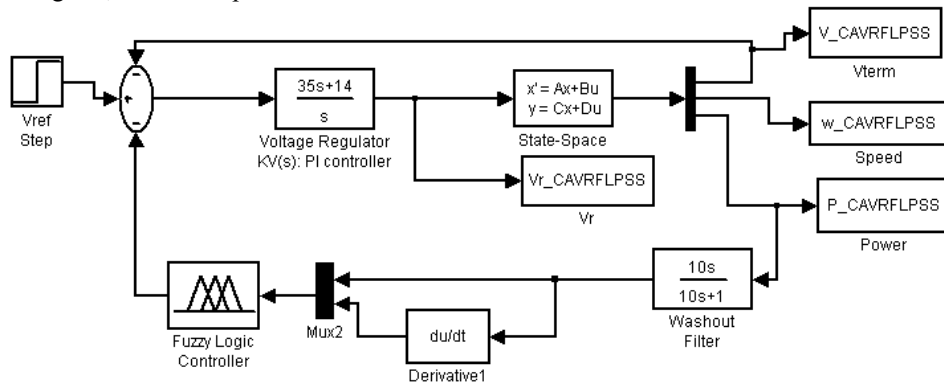 V_CAVRFLPSS
Vterm
Vref
Step
35s+14
s
Voltage Regulator
KV(s): PI controller
x' = Ax+Bu
y = Cx+Du
State-Space
w_CAVRFLPSS
Speed
Vr_CAVRFLPSS
Vr
P_CAVRFLPSS
Power
10s
10s+1
Washout
Filter
Mux2
du/dt
Derivative1
Fuzzy Logic
Controller